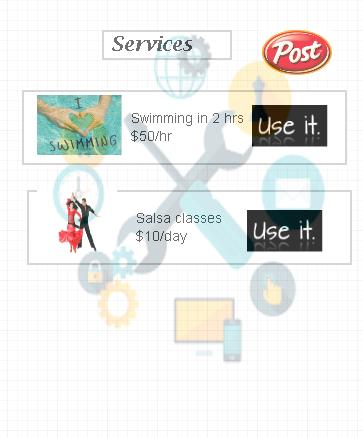 Services
Post
I
SWIMMING
Swimming in 2 hrs
$50/hr
Use it.
Salsa classes
$10/day
Use it.